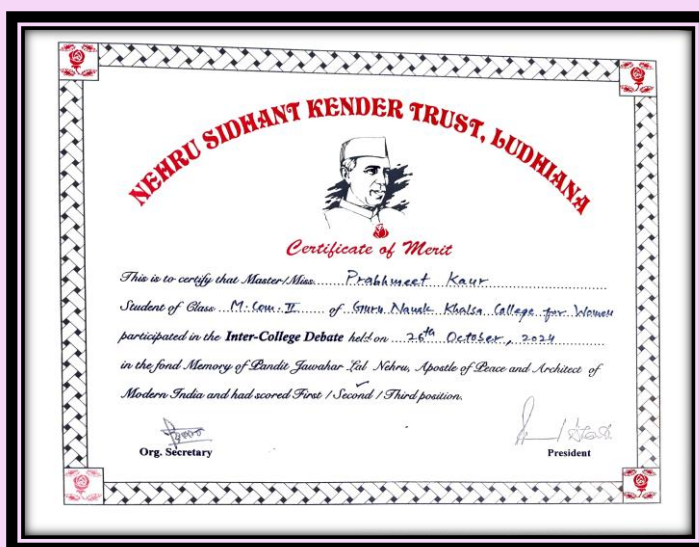 NEHRU SIDHANT KENDER TRUST, LUDHIANA
Certificate of Merit
This is to certify that Master/Miss Prabhmeet Kaur
Student of Class M.Com. II of Guru Nanak Khalsa College for Women
participated in the Inter-College Debate held on 26th October, 2024
in the fond Memory of Pandit Jawahar Lal Nehru, Apostle of Peace and Architect of
Modern India and had scored First / Second / Third position.
Org. Secretary President